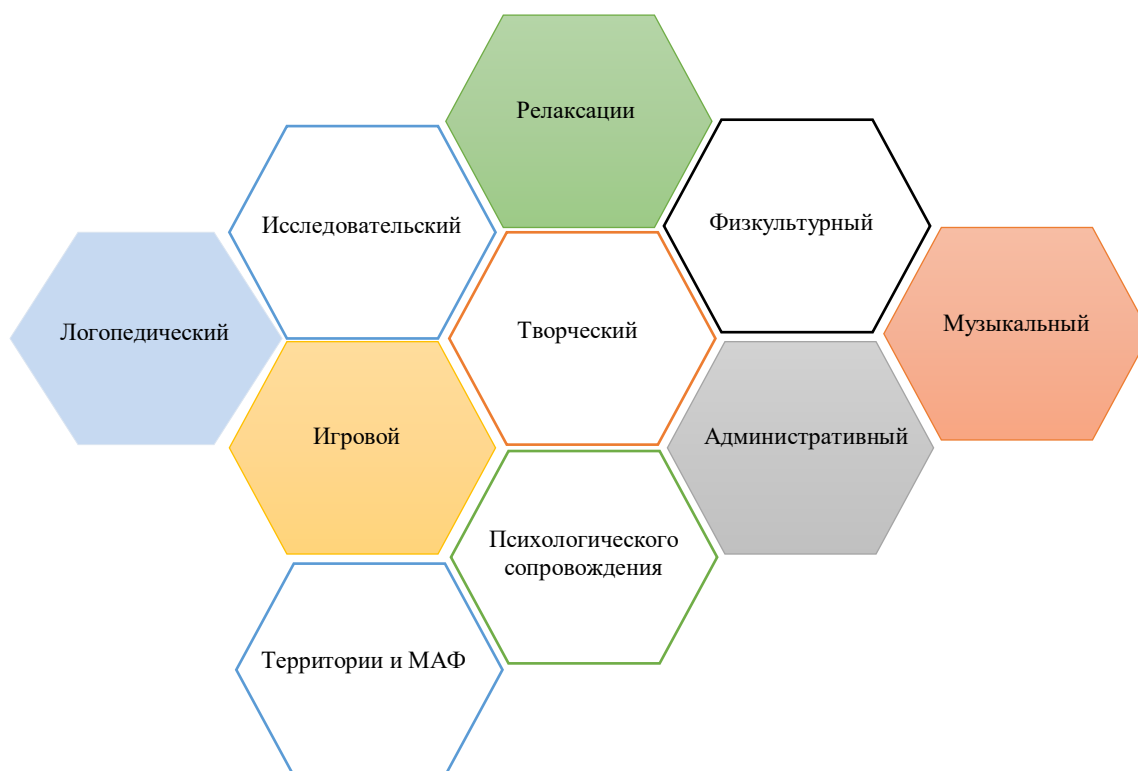 Релаксации
Исследовательский
Физкультурный
Логопедический
Творческий
Музыкальный
Игровой
Административный
Психологического
сопровождения
Территории и МАФ